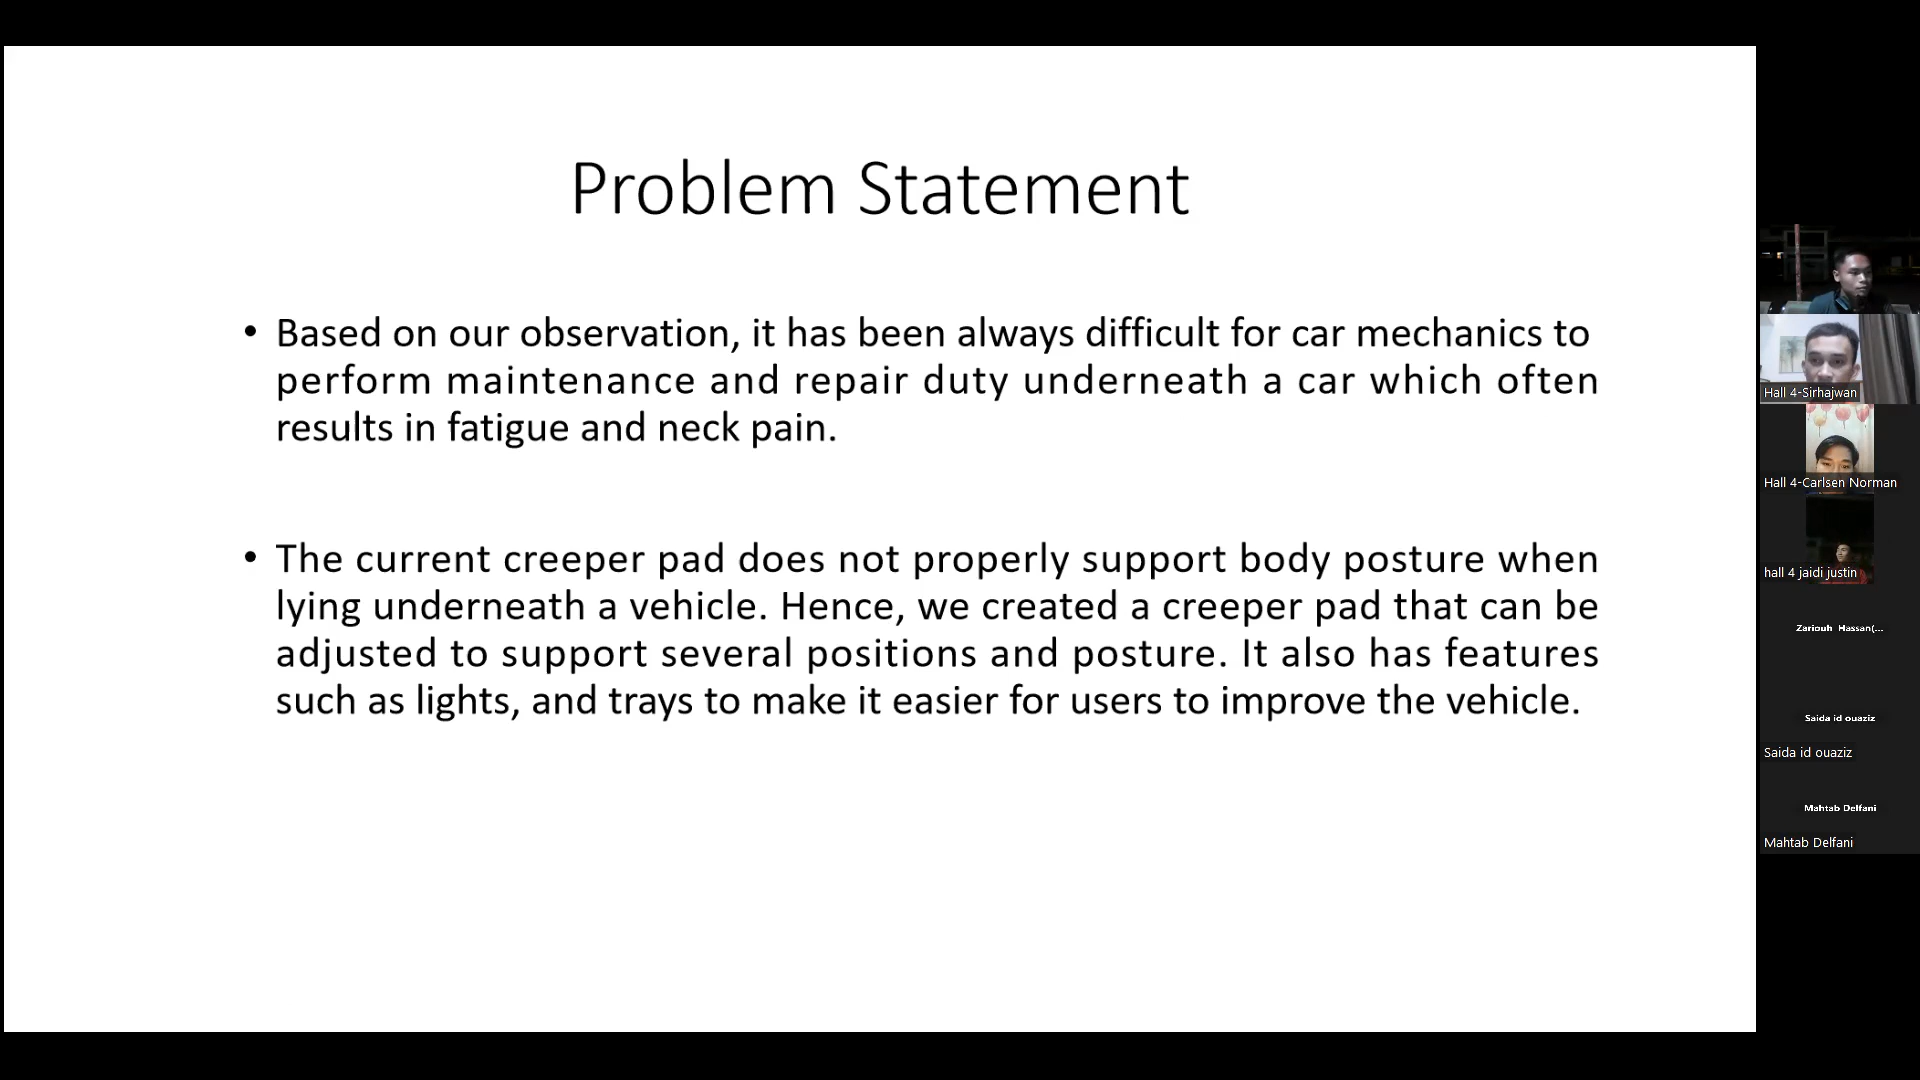 Problem Statement
• Based on our observation, it has been always difficult for car mechanics to
perform maintenance and repair duty underneath a car which often
results in fatigue and neck pain.
• The current creeper pad does not properly support body posture when
lying underneath a vehicle. Hence, we created a creeper pad that can be
adjusted to support several positions and posture. It also has features
such as lights, and trays to make it easier for users to improve the vehicle.
Hall 4-Sirhajwan
Hall 4-Carlsen Norman
hall 4 jaidi justin
Zariouh Hassan(...
Saida id ouaziz
Saida id ouaziz
Mahtab Delfani
Mahtab Delfani